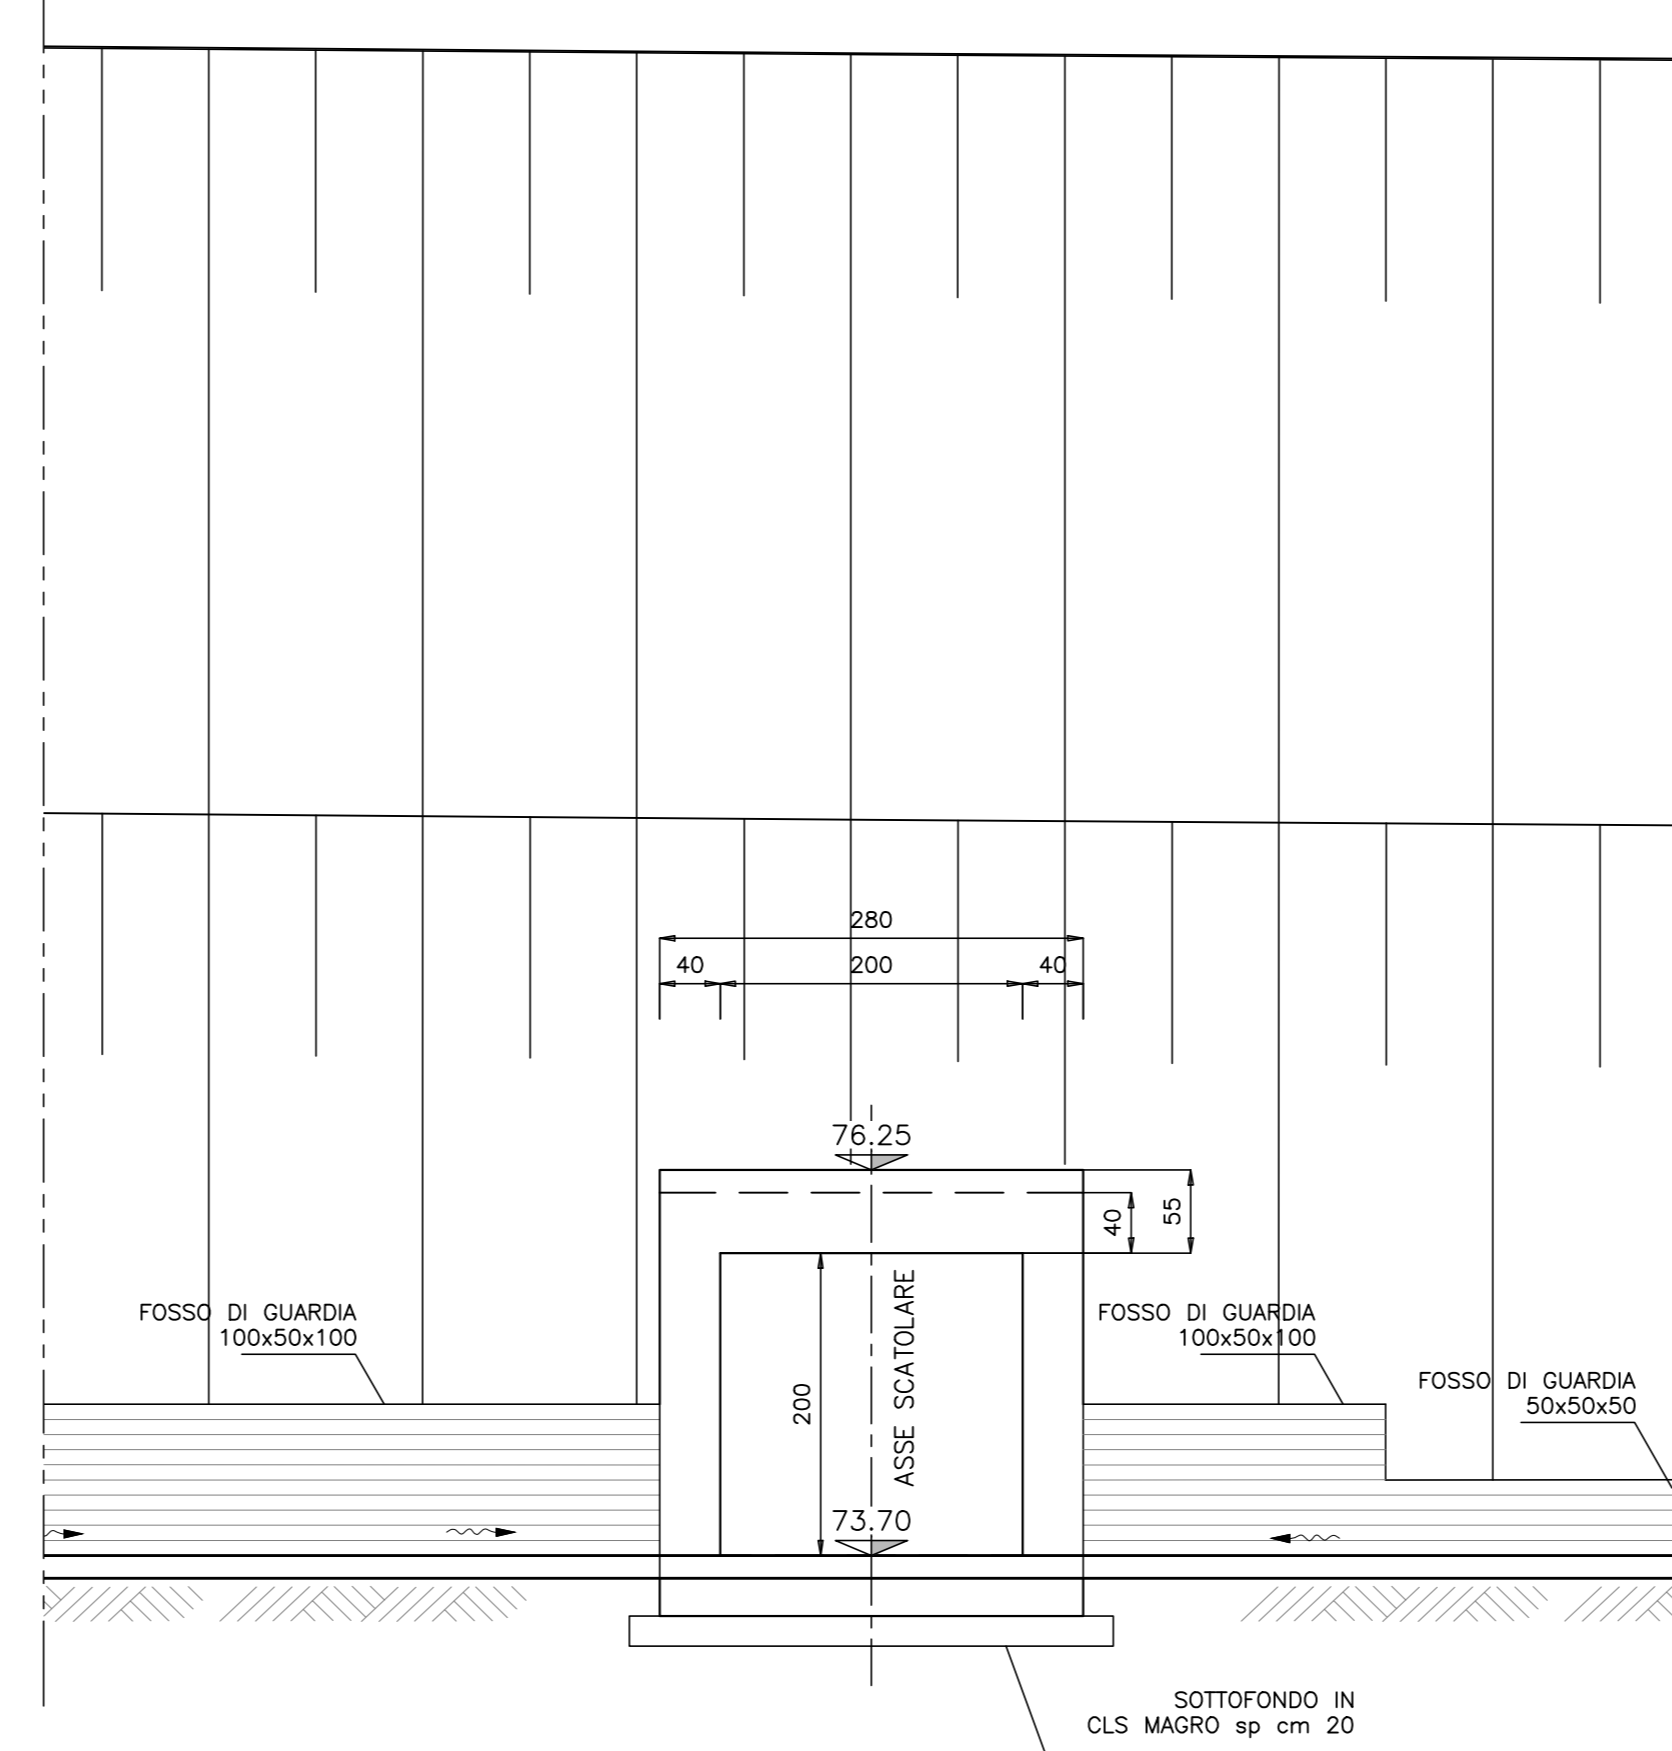 280
40 200 40
76.25
40
55
FOSSO DI GUARDIA
100x50x100
ASSE SCATOLARE
200
FOSSO DI GUARDIA
100x50x100
FOSSO DI GUARDIA
50x50x50
73.70
SOTTOFONDO IN
CLS MAGRO sp cm 20